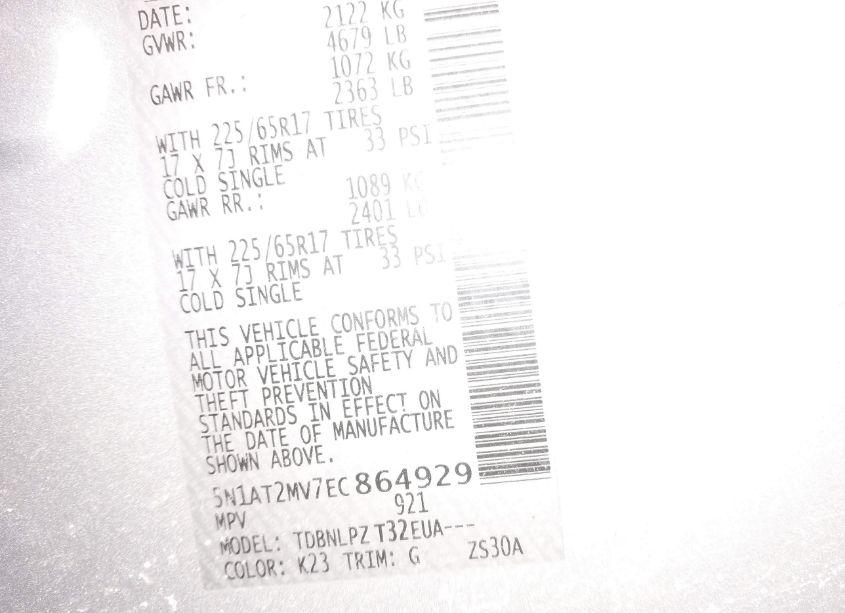 DATE:
2122 KG
GVWR:
4679 LB
1072 KG
GAWR FR.:
2363 LB
WITH 225/65R17 TIRES
17 X 7J RIMS AT 33 PSI
COLD SINGLE
1089 KG
GAWR RR.:
2401 LB
WITH 225/65R17 TIRES
17 X 7J RIMS AT 33 PSI
COLD SINGLE
THIS VEHICLE CONFORMS TO
ALL APPLICABLE FEDERAL
MOTOR VEHICLE SAFETY AND
THEFT PREVENTION
STANDARDS IN EFFECT ON
THE DATE OF MANUFACTURE
SHOWN ABOVE.
5N1AT2MV7EC864929
MPV 921
MODEL: TDBNLPZ T32EUA---
COLOR: K23 TRIM: G ZS30A